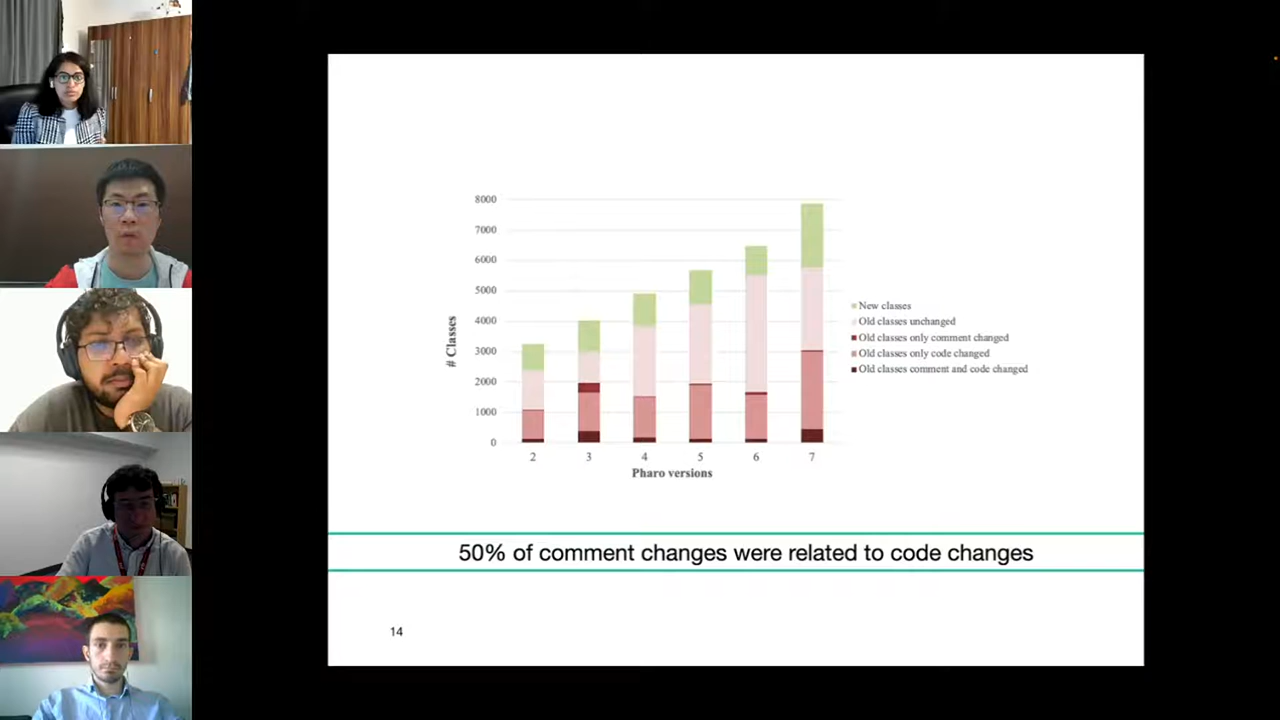 8000
7000
6000
5000
4000
3000
2000
1000
0
# Classes
2 3 4 5 6 7
Pharo versions
New classes
Old classes unchanged
Old classes only comment changed
Old classes only code changed
Old classes comment and code changed
50% of comment changes were related to code changes
14